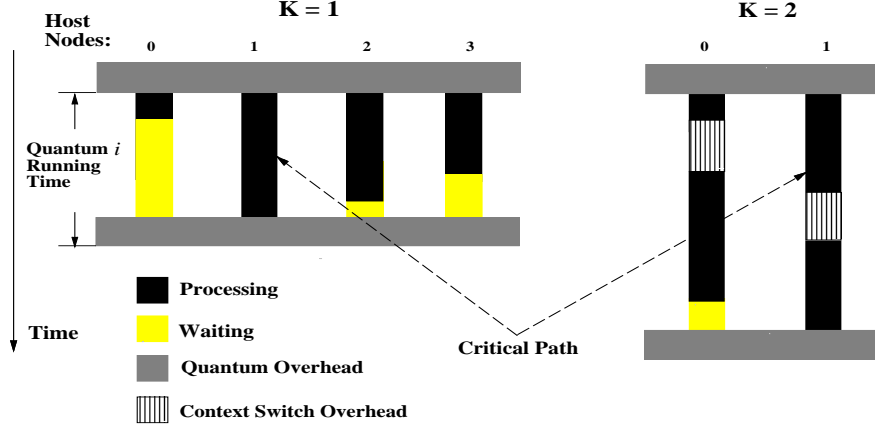 K = 1
K = 2
Host
Nodes:
0
1
2
3
0
1
Quantum i
Running
Time
Processing
Waiting
Time
Critical Path
Quantum Overhead
Context Switch Overhead